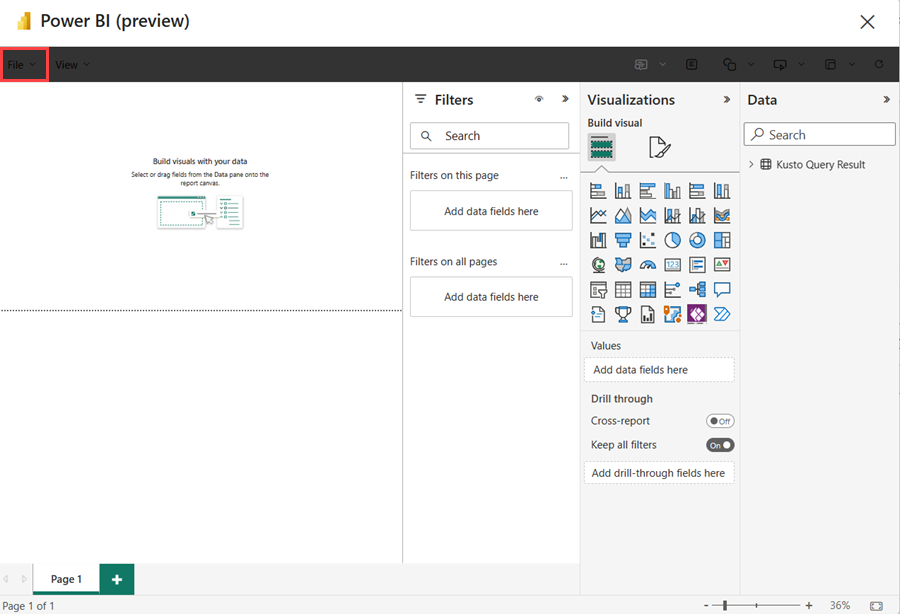 Power BI (preview)
File
View
Build visuals with your data
Select or drag fields from the Data pane onto the
report canvas.
Filters
Search
Filters on this page
...
Add data fields here
Filters on all pages
...
Add data fields here
Visualizations
Build visual
123
Values
Add data fields here
Drill through
Cross-report
Off
Keep all filters
On
Add drill-through fields here
Data
Search
Kusto Query Result
Page 1
+
Page 1 of 1
- + 36%